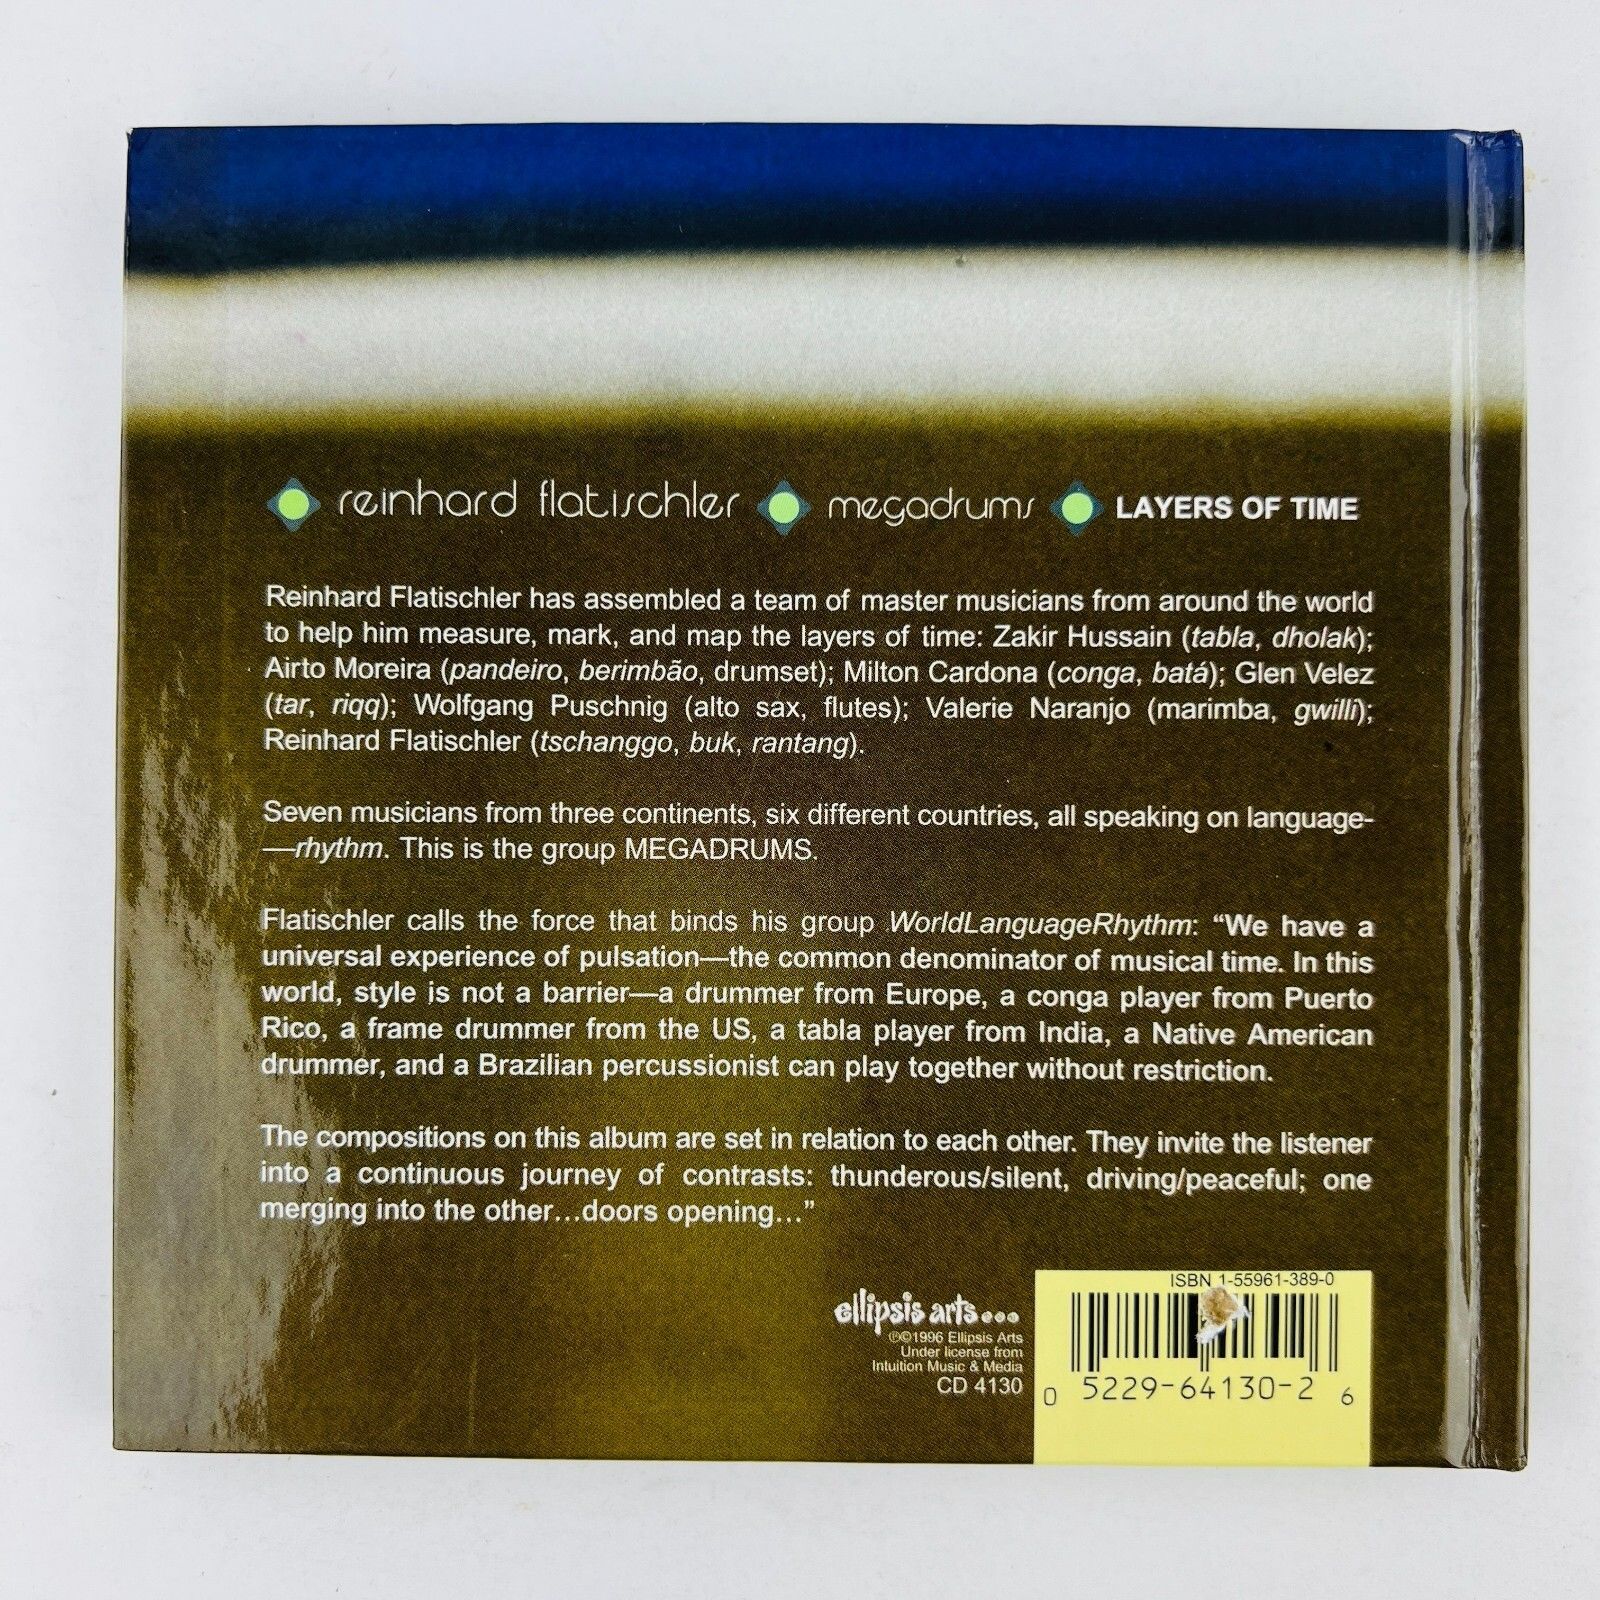 reinhard flatischler megadrums LAYERS OF TIME
Reinhard Flatischler has assembled a team of master musicians from around the world
to help him measure, mark, and map the layers of time: Zakir Hussain (tabla, dholak);
Airto Moreira (pandeiro, berimbão, drumset); Milton Cardona (conga, batá); Glen Velez
(tar, riqq); Wolfgang Puschnig (alto sax, flutes); Valerie Naranjo (marimba, gwilli);
Reinhard Flatischler (tschanggo, buk, rantang).
Seven musicians from three continents, six different countries, all speaking on language-
—rhythm. This is the group MEGADRUMS.
Flatischler calls the force that binds his group WorldLanguageRhythm: “We have a
universal experience of pulsation—the common denominator of musical time. In this
world, style is not a barrier—a drummer from Europe, a conga player from Puerto
Rico, a frame drummer from the US, a tabla player from India, a Native American
drummer, and a Brazilian percussionist can play together without restriction.
The compositions on this album are set in relation to each other. They invite the listener
into a continuous journey of contrasts: thunderous/silent, driving/peaceful; one
merging into the other...doors opening...”
ellipsis arts...
℗©1996 Ellipsis Arts
Under license from
Intuition Music & Media
CD 4130
ISBN 1-55961-389-0
0 5229-64130-2 6